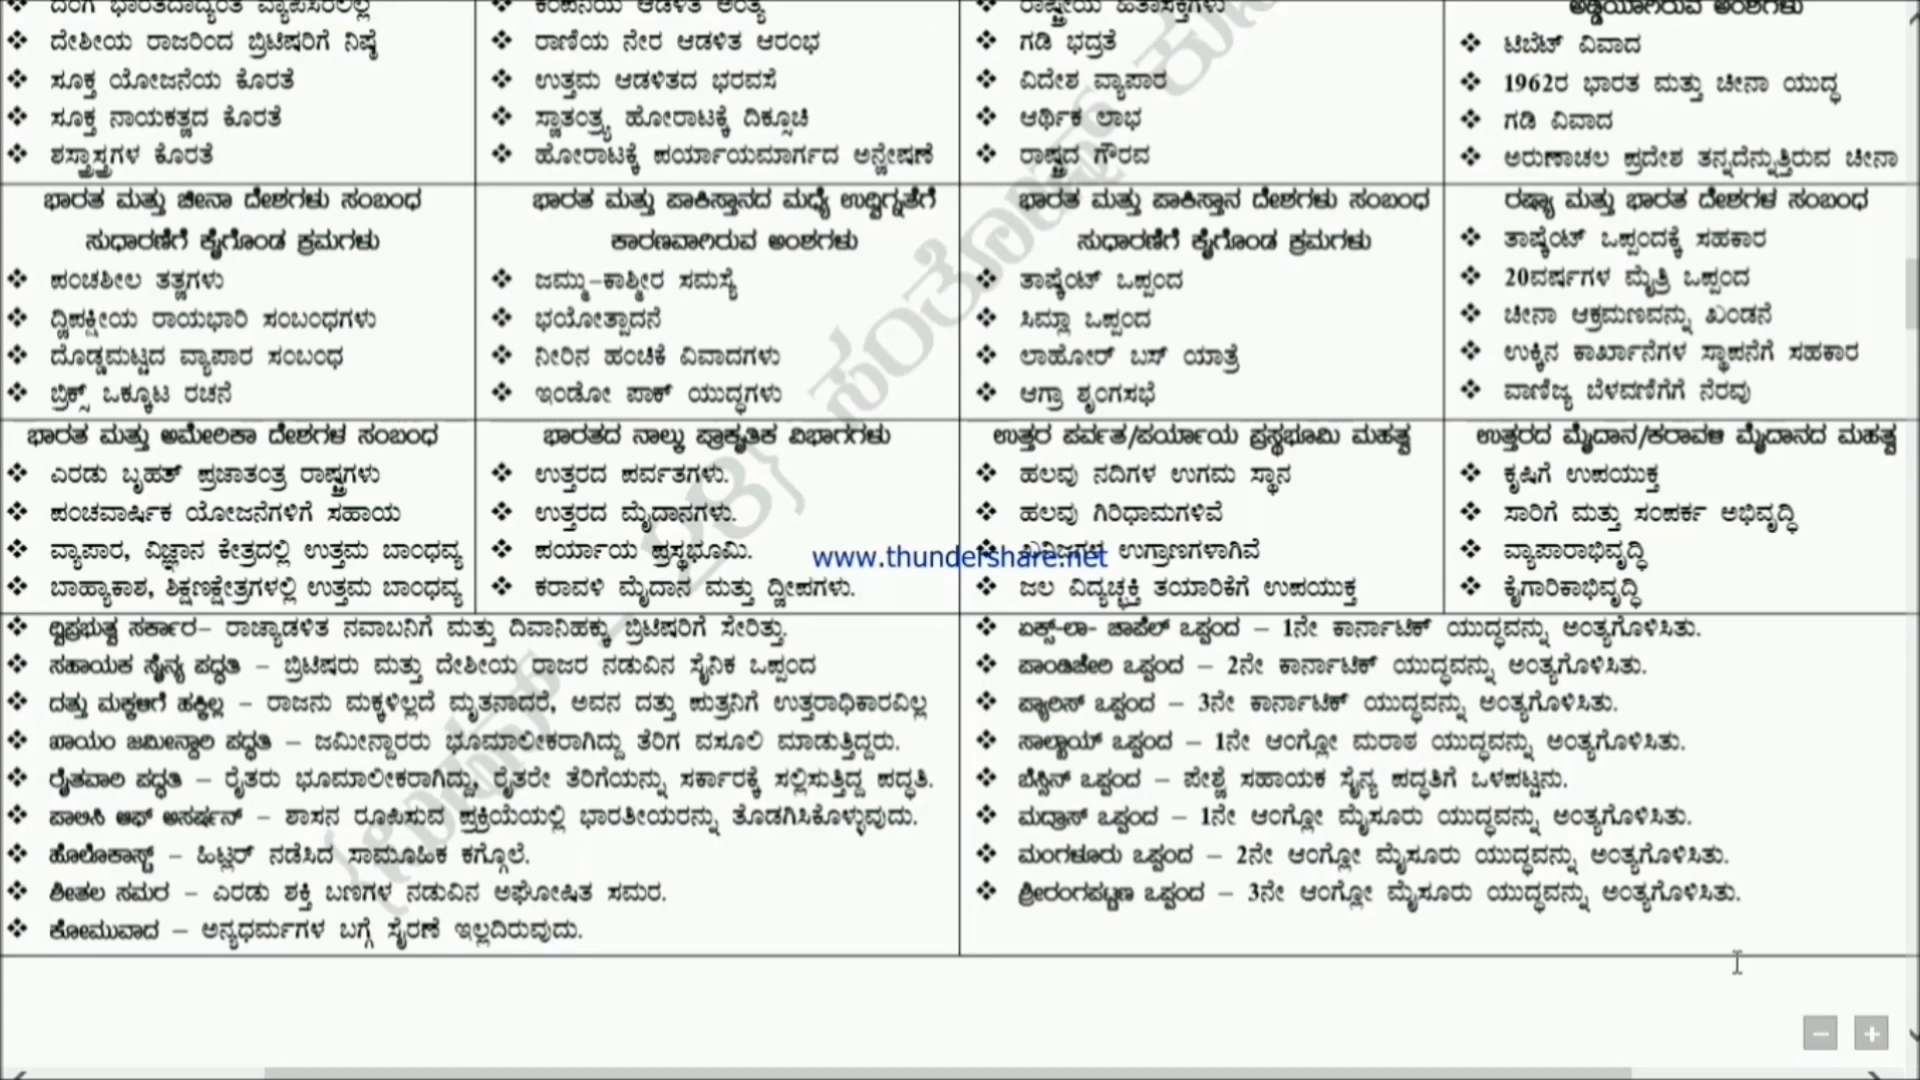 ದಂಗೆ ಭಾರತದಾದ್ಯಂತ ವ್ಯಾಪಿಸಿರಲಿಲ್ಲ
ದೇಶೀಯ ರಾಜರಿಂದ ಬ್ರಿಟಿಷರಿಗೆ ನಿಷ್ಠೆ
ಸೂಕ್ತ ಯೋಜನೆಯ ಕೊರತೆ
ಸೂಕ್ತ ನಾಯಕತ್ವದ ಕೊರತೆ
ಶಸ್ತ್ರಾಸ್ತ್ರಗಳ ಕೊರತೆ
ಕಂಪನಿಯ ಆಡಳಿತ ಅಂತ್ಯ
ರಾಣಿಯ ನೇರ ಆಡಳಿತ ಆರಂಭ
ಉತ್ತಮ ಆಡಳಿತದ ಭರವಸೆ
ಸ್ವಾತಂತ್ರ್ಯ ಹೋರಾಟಕ್ಕೆ ದಿಕ್ಸೂಚಿ
ಹೋರಾಟಕ್ಕೆ ಪರ್ಯಾಯಮಾರ್ಗದ ಅನ್ವೇಷಣೆ
ರಾಷ್ಟ್ರೀಯ ಹಿತಾಸಕ್ತಿಗಳು
ಗಡಿ ಭದ್ರತೆ
ವಿದೇಶ ವ್ಯಾಪಾರ
ಆರ್ಥಿಕ ಲಾಭ
ರಾಷ್ಟ್ರದ ಗೌರವ
ಅಡ್ಡಿಯಾಗಿರುವ ಅಂಶಗಳು
ಟಿಬೆಟ್ ವಿವಾದ
1962ರ ಭಾರತ ಮತ್ತು ಚೀನಾ ಯುದ್ಧ
ಗಡಿ ವಿವಾದ
ಅರುಣಾಚಲ ಪ್ರದೇಶ ತನ್ನದೆನ್ನುತ್ತಿರುವ ಚೀನಾ
ಭಾರತ ಮತ್ತು ಚೀನಾ ದೇಶಗಳು ಸಂಬಂಧ
ಸುಧಾರಣೆಗೆ ಕೈಗೊಂಡ ಕ್ರಮಗಳು
ಪಂಚಶೀಲ ತತ್ವಗಳು
ದ್ವಿಪಕ್ಷೀಯ ರಾಯಭಾರಿ ಸಂಬಂಧಗಳು
ದೊಡ್ಡಮಟ್ಟದ ವ್ಯಾಪಾರ ಸಂಬಂಧ
ಬ್ರಿಕ್ಸ್ ಒಕ್ಕೂಟ ರಚನೆ
ಭಾರತ ಮತ್ತು ಪಾಕಿಸ್ತಾನದ ಮಧ್ಯೆ ಉದ್ವಿಗ್ನತೆಗೆ
ಕಾರಣವಾಗಿರುವ ಅಂಶಗಳು
ಜಮ್ಮು-ಕಾಶ್ಮೀರ ಸಮಸ್ಯೆ
ಭಯೋತ್ಪಾದನೆ
ನೀರಿನ ಹಂಚಿಕೆ ವಿವಾದಗಳು
ಇಂಡೋ ಪಾಕ್ ಯುದ್ಧಗಳು
ಭಾರತ ಮತ್ತು ಪಾಕಿಸ್ತಾನ ದೇಶಗಳು ಸಂಬಂಧ
ಸುಧಾರಣೆಗೆ ಕೈಗೊಂಡ ಕ್ರಮಗಳು
ತಾಷ್ಕೆಂಟ್ ಒಪ್ಪಂದ
ಸಿಮ್ಲಾ ಒಪ್ಪಂದ
ಲಾಹೋರ್ ಬಸ್ ಯಾತ್ರೆ
ಆಗ್ರಾ ಶೃಂಗಸಭೆ
ರಷ್ಯಾ ಮತ್ತು ಭಾರತ ದೇಶಗಳ ಸಂಬಂಧ
ತಾಷ್ಕೆಂಟ್ ಒಪ್ಪಂದಕ್ಕೆ ಸಹಕಾರ
20ವರ್ಷಗಳ ಮೈತ್ರಿ ಒಪ್ಪಂದ
ಚೀನಾ ಆಕ್ರಮಣವನ್ನು ಖಂಡನೆ
ಉಕ್ಕಿನ ಕಾರ್ಖಾನೆಗಳ ಸ್ಥಾಪನೆಗೆ ಸಹಕಾರ
ವಾಣಿಜ್ಯ ಬೆಳವಣಿಗೆಗೆ ನೆರವು
ಭಾರತ ಮತ್ತು ಅಮೇರಿಕಾ ದೇಶಗಳ ಸಂಬಂಧ
ಎರಡು ಬೃಹತ್ ಪ್ರಜಾತಂತ್ರ ರಾಷ್ಟ್ರಗಳು
ಪಂಚವಾರ್ಷಿಕ ಯೋಜನೆಗಳಿಗೆ ಸಹಾಯ
ವ್ಯಾಪಾರ, ವಿಜ್ಞಾನ ಕೇತ್ರದಲ್ಲಿ ಉತ್ತಮ ಬಾಂಧವ್ಯ
ಬಾಹ್ಯಾಕಾಶ, ಶಿಕ್ಷಣಕ್ಷೇತ್ರಗಳಲ್ಲಿ ಉತ್ತಮ ಬಾಂಧವ್ಯ
ಭಾರತದ ನಾಲ್ಕು ಪ್ರಾಕೃತಿಕ ವಿಭಾಗಗಳು
ಉತ್ತರದ ಪರ್ವತಗಳು.
ಉತ್ತರದ ಮೈದಾನಗಳು.
ಪರ್ಯಾಯ ಪ್ರಸ್ಥಭೂಮಿ.
ಕರಾವಳಿ ಮೈದಾನ ಮತ್ತು ದ್ವೀಪಗಳು.
ಉತ್ತರ ಪರ್ವತ/ಪರ್ಯಾಯ ಪ್ರಸ್ಥಭೂಮಿ ಮಹತ್ವ
ಹಲವು ನದಿಗಳ ಉಗಮ ಸ್ಥಾನ
ಹಲವು ಗಿರಿಧಾಮಗಳಿವೆ
ಖನಿಜಗಳ ಉಗ್ರಾಣಗಳಾಗಿವೆ
ಜಲ ವಿದ್ಯುಚ್ಛಕ್ತಿ ತಯಾರಿಕೆಗೆ ಉಪಯುಕ್ತ
ಉತ್ತರದ ಮೈದಾನ/ಕರಾವಳಿ ಮೈದಾನದ ಮಹತ್ವ
ಕೃಷಿಗೆ ಉಪಯುಕ್ತ
ಸಾರಿಗೆ ಮತ್ತು ಸಂಪರ್ಕ ಅಭಿವೃದ್ಧಿ
ವ್ಯಾಪಾರಾಭಿವೃದ್ಧಿ
ಕೈಗಾರಿಕಾಭಿವೃದ್ಧಿ
www.thundershare.net
ದ್ವಿಪ್ರಭುತ್ವ ಸರ್ಕಾರ– ರಾಜ್ಯಾಡಳಿತ ನವಾಬನಿಗೆ ಮತ್ತು ದಿವಾನಿಹಕ್ಕು ಬ್ರಿಟಿಷರಿಗೆ ಸೇರಿತ್ತು.
ಸಹಾಯಕ ಸೈನ್ಯ ಪದ್ಧತಿ – ಬ್ರಿಟಿಷರು ಮತ್ತು ದೇಶೀಯ ರಾಜರ ನಡುವಿನ ಸೈನಿಕ ಒಪ್ಪಂದ
ದತ್ತು ಮಕ್ಕಳಿಗೆ ಹಕ್ಕಿಲ್ಲ – ರಾಜನು ಮಕ್ಕಳಿಲ್ಲದೆ ಮೃತನಾದರೆ, ಅವನ ದತ್ತು ಪುತ್ರನಿಗೆ ಉತ್ತರಾಧಿಕಾರವಿಲ್ಲ
ಖಾಯಂ ಜಮೀನ್ದಾರಿ ಪದ್ಧತಿ – ಜಮೀನ್ದಾರರು ಭೂಮಾಲೀಕರಾಗಿದ್ದು ತೆರಿಗೆ ವಸೂಲಿ ಮಾಡುತ್ತಿದ್ದರು.
ರೈತವಾರಿ ಪದ್ಧತಿ – ರೈತರು ಭೂಮಾಲೀಕರಾಗಿದ್ದು, ರೈತರೇ ತೆರಿಗೆಯನ್ನು ಸರ್ಕಾರಕ್ಕೆ ಸಲ್ಲಿಸುತ್ತಿದ್ದ ಪದ್ಧತಿ.
ಪಾಲಿಸಿ ಆಫ್ ಅಸರ್ಷನ್ – ಶಾಸನ ರೂಪಿಸುವ ಪ್ರಕ್ರಿಯೆಯಲ್ಲಿ ಭಾರತೀಯರನ್ನು ತೊಡಗಿಸಿಕೊಳ್ಳುವುದು.
ಹೊಲೊಕಾಸ್ಟ್ – ಹಿಟ್ಲರ್ ನಡೆಸಿದ ಸಾಮೂಹಿಕ ಕಗ್ಗೊಲೆ.
ಶೀತಲ ಸಮರ – ಎರಡು ಶಕ್ತಿ ಬಣಗಳ ನಡುವಿನ ಅಘೋಷಿತ ಸಮರ.
ಕೋಮುವಾದ – ಅನ್ಯಧರ್ಮಗಳ ಬಗ್ಗೆ ಸೈರಣೆ ಇಲ್ಲದಿರುವುದು.
ಏಕ್ಸ್-ಲಾ- ಚಾಪೆಲ್ ಒಪ್ಪಂದ – 1ನೇ ಕಾರ್ನಾಟಿಕ್ ಯುದ್ಧವನ್ನು ಅಂತ್ಯಗೊಳಿಸಿತು.
ಪಾಂಡಿಚೇರಿ ಒಪ್ಪಂದ – 2ನೇ ಕಾರ್ನಾಟಿಕ್ ಯುದ್ಧವನ್ನು ಅಂತ್ಯಗೊಳಿಸಿತು.
ಪ್ಯಾರಿಸ್ ಒಪ್ಪಂದ – 3ನೇ ಕಾರ್ನಾಟಿಕ್ ಯುದ್ಧವನ್ನು ಅಂತ್ಯಗೊಳಿಸಿತು.
ಸಾಲ್ಬಾಯ್ ಒಪ್ಪಂದ – 1ನೇ ಆಂಗ್ಲೋ ಮರಾಠ ಯುದ್ಧವನ್ನು ಅಂತ್ಯಗೊಳಿಸಿತು.
ಬೆಸ್ಸಿನ್ ಒಪ್ಪಂದ – ಪೇಶ್ವೆ ಸಹಾಯಕ ಸೈನ್ಯ ಪದ್ಧತಿಗೆ ಒಳಪಟ್ಟನು.
ಮದ್ರಾಸ್ ಒಪ್ಪಂದ – 1ನೇ ಆಂಗ್ಲೋ ಮೈಸೂರು ಯುದ್ಧವನ್ನು ಅಂತ್ಯಗೊಳಿಸಿತು.
ಮಂಗಳೂರು ಒಪ್ಪಂದ – 2ನೇ ಆಂಗ್ಲೋ ಮೈಸೂರು ಯುದ್ಧವನ್ನು ಅಂತ್ಯಗೊಳಿಸಿತು.
ಶ್ರೀರಂಗಪಟ್ಟಣ ಒಪ್ಪಂದ – 3ನೇ ಆಂಗ್ಲೋ ಮೈಸೂರು ಯುದ್ಧವನ್ನು ಅಂತ್ಯಗೊಳಿಸಿತು.